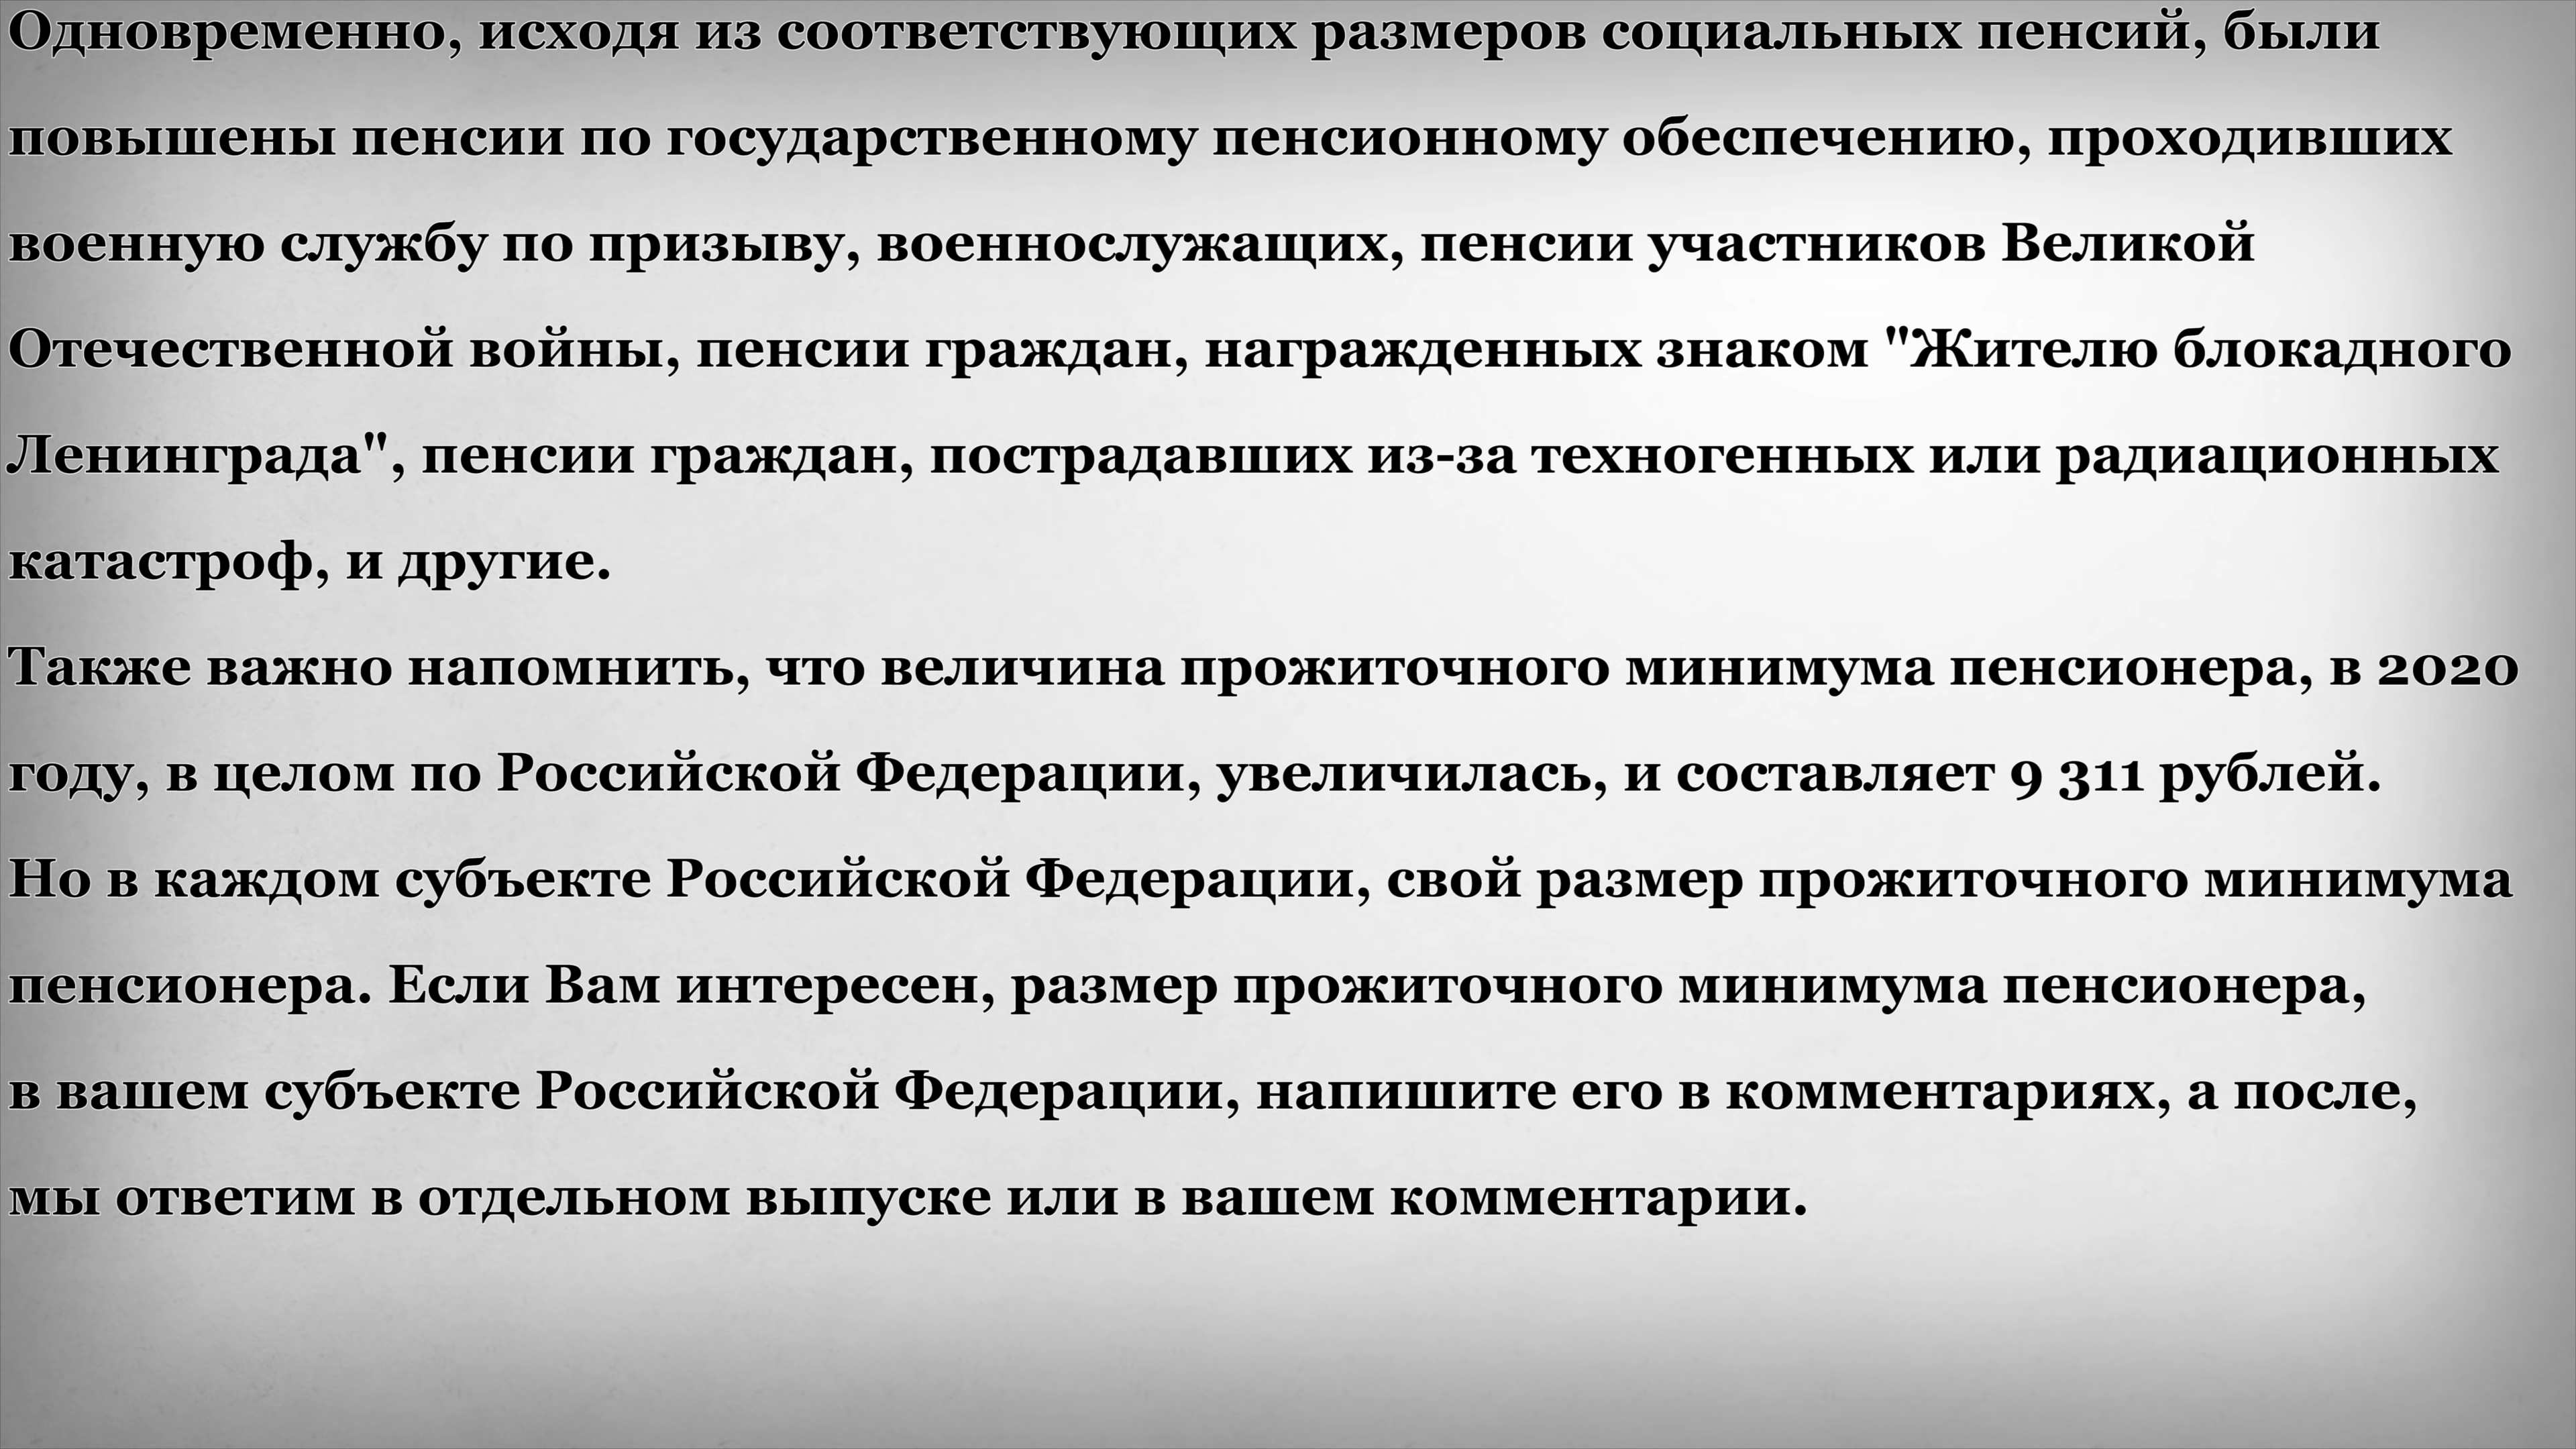 Одновременно, исходя из соответствующих размеров социальных пенсий, были
повышены пенсии по государственному пенсионному обеспечению, проходивших
военную службу по призыву, военнослужащих, пенсии участников Великой
Отечественной войны, пенсии граждан, награжденных знаком "Жителю блокадного
Ленинграда", пенсии граждан, пострадавших из-за техногенных или радиационных
катастроф, и другие.
Также важно напомнить, что величина прожиточного минимума пенсионера, в 2020
году, в целом по Российской Федерации, увеличилась, и составляет 9 311 рублей.
Но в каждом субъекте Российской Федерации, свой размер прожиточного минимума
пенсионера. Если Вам интересен, размер прожиточного минимума пенсионера,
в вашем субъекте Российской Федерации, напишите его в комментариях, а после,
мы ответим в отдельном выпуске или в вашем комментарии.